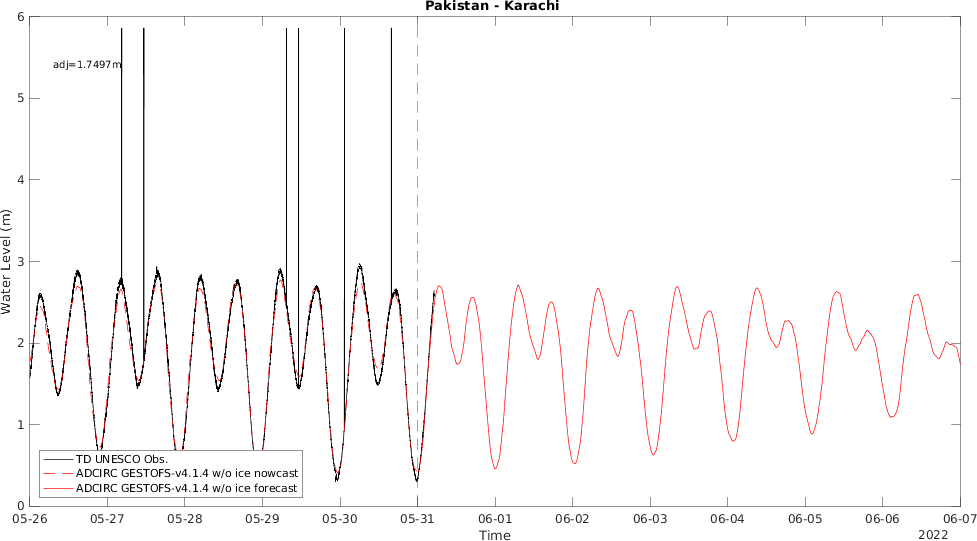 Pakistan - Karachi
6
adj=1.7497m
5
4
3
Water Level (m)
2
1
TD UNESCO Obs.
ADCIRC GESTOFS-v4.1.4 w/o ice nowcast
ADCIRC GESTOFS-v4.1.4 w/o ice forecast
0
05-26 05-27 05-28 05-29 05-30 05-31 06-01 06-02 06-03 06-04 06-05 06-06 06-07
Time
2022